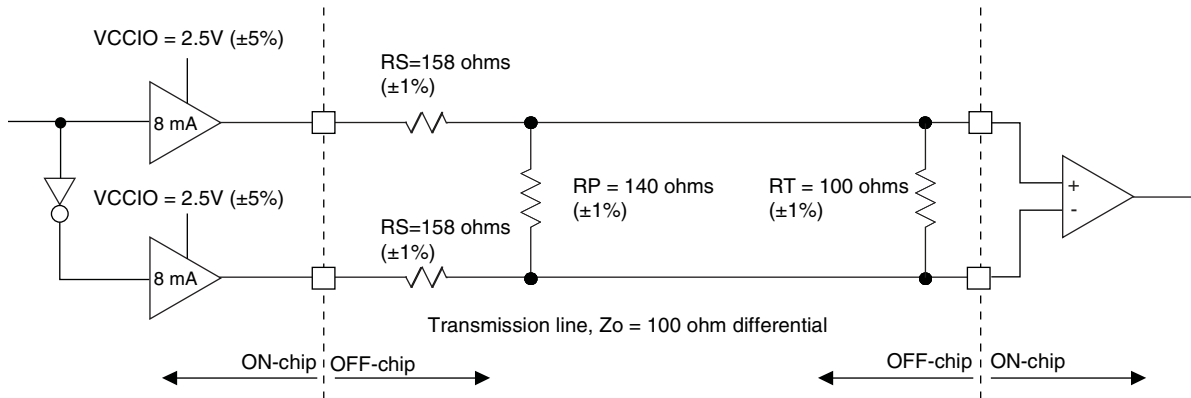 VCCIO = 2.5V (±5%)
RS=158 ohms
(±1%)
8 mA
RP = 140 ohms
(±1%)
RT = 100 ohms
(±1%)
+
-
VCCIO = 2.5V (±5%)
RS=158 ohms
(±1%)
8 mA
Transmission line, Zo = 100 ohm differential
ON-chip OFF-chip
OFF-chip ON-chip